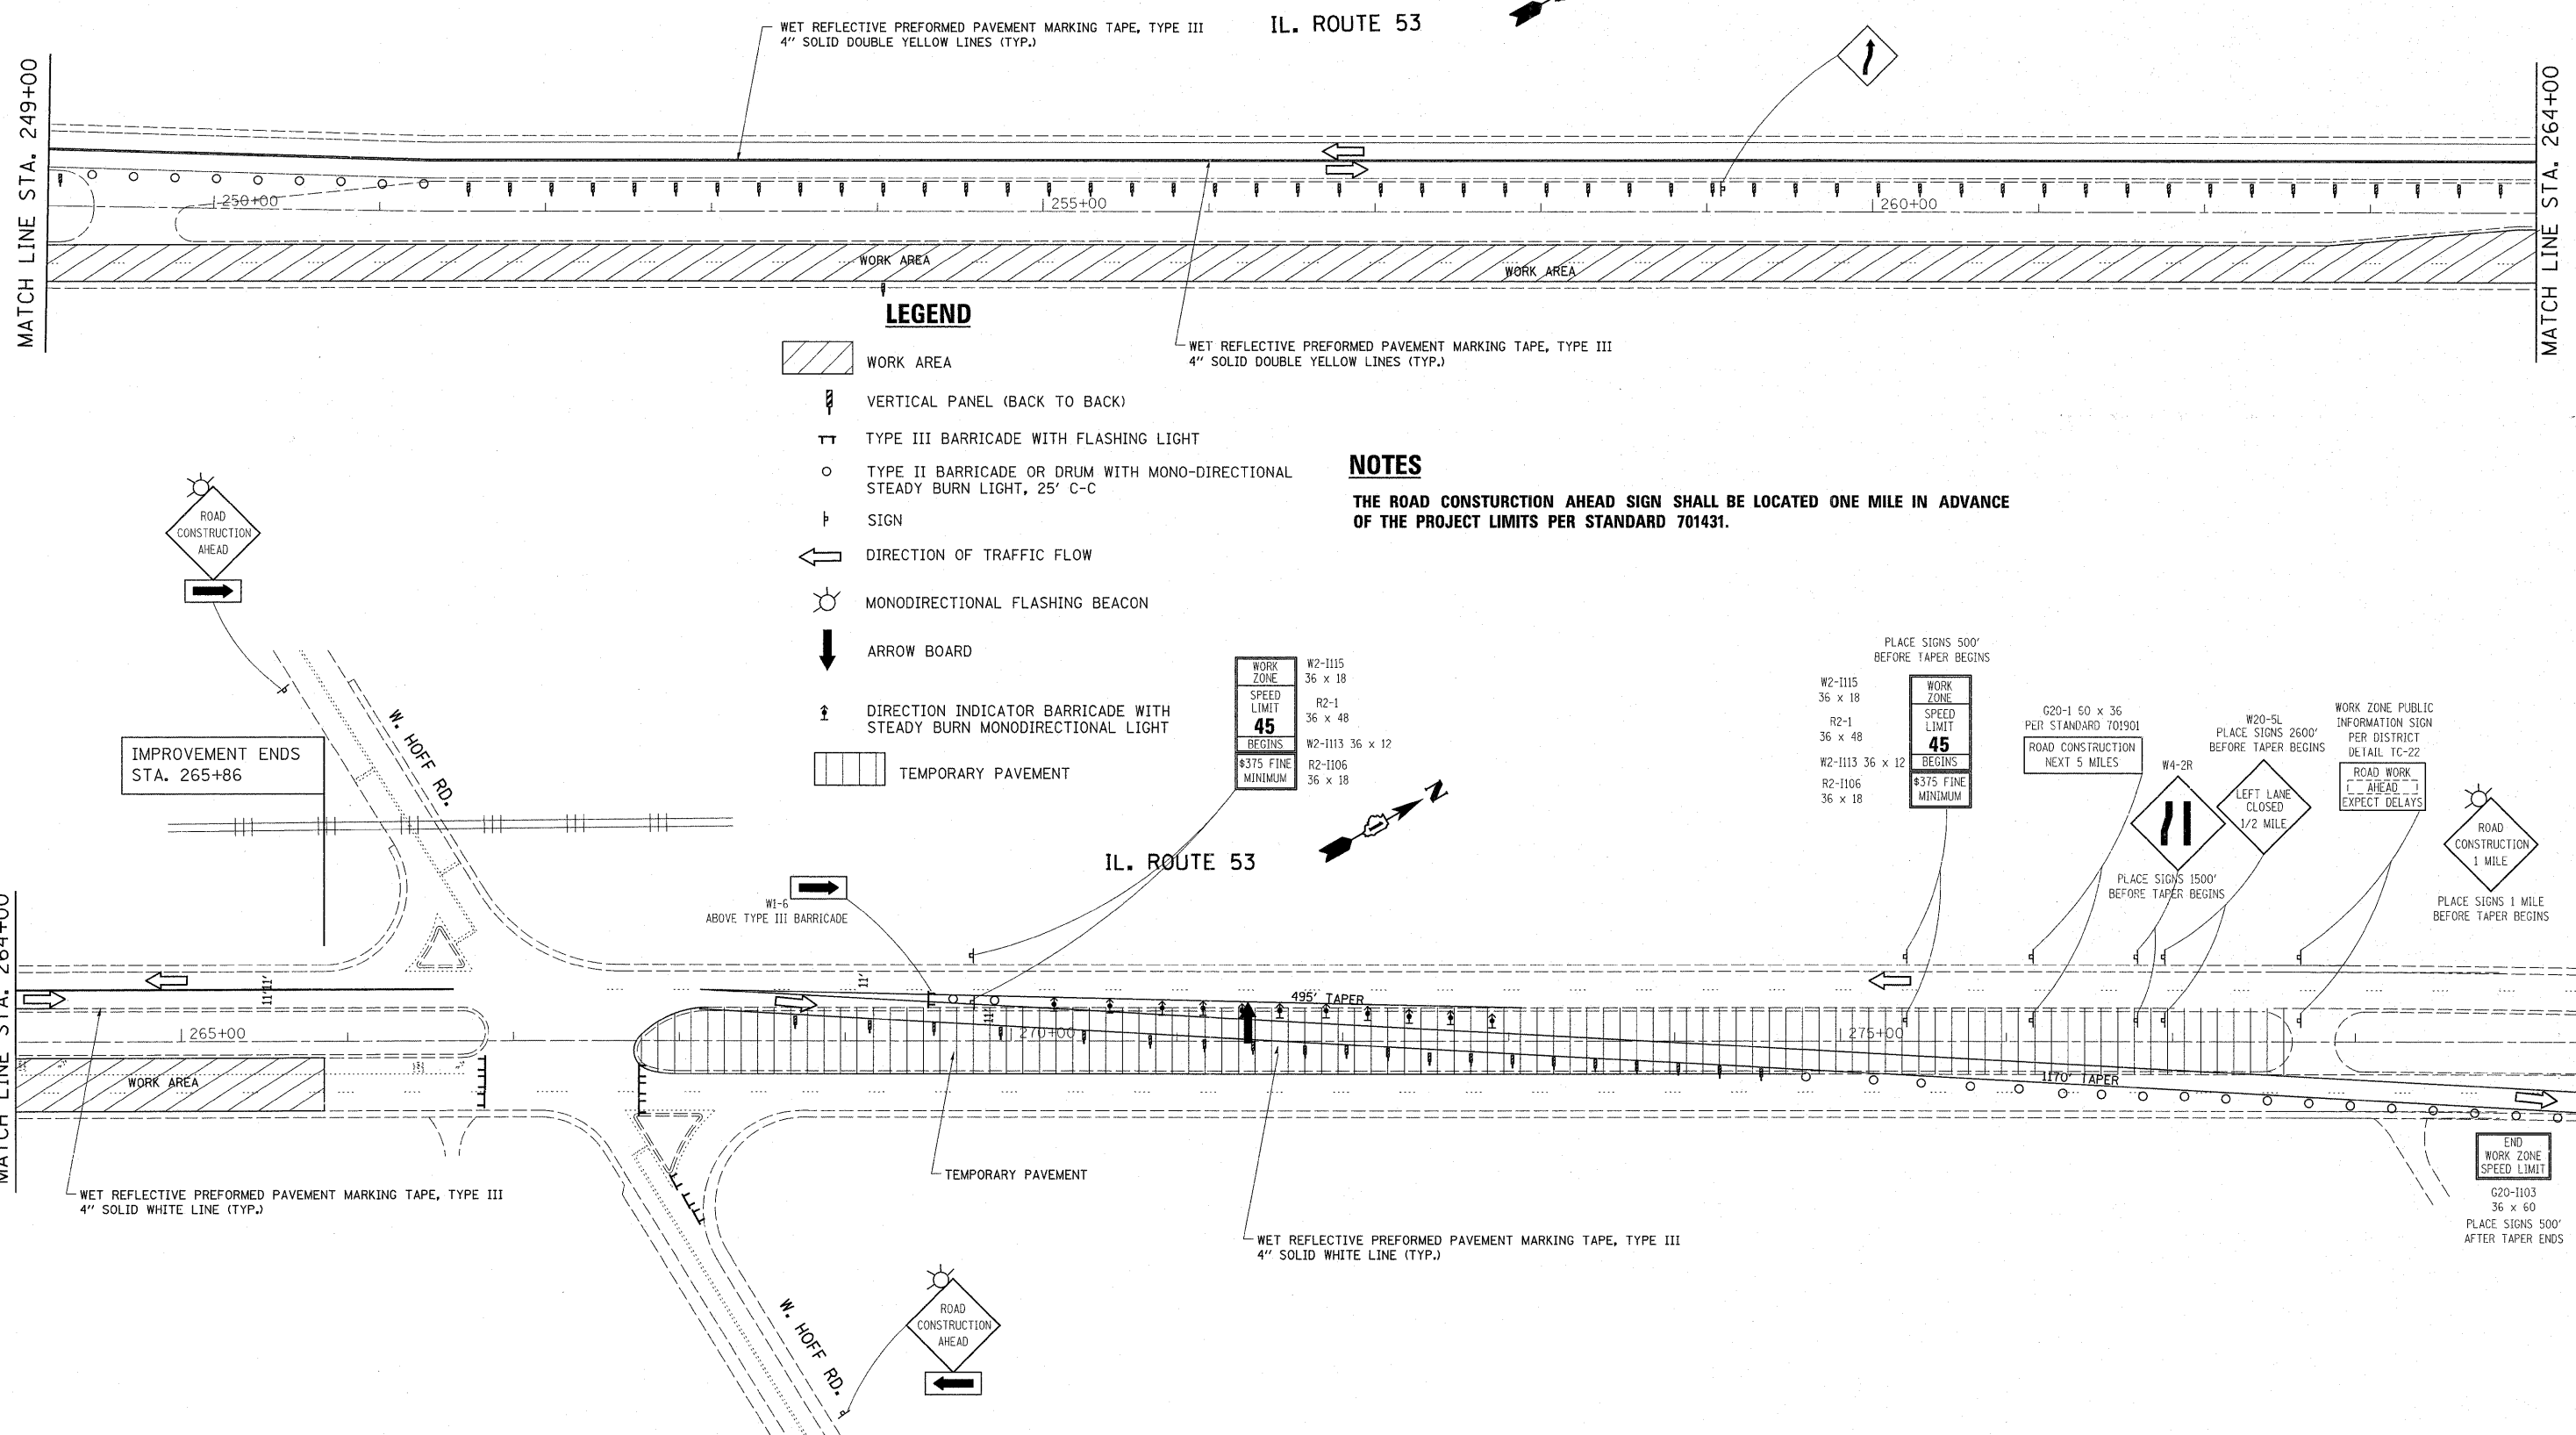 WET REFLECTIVE PREFORMED PAVEMENT MARKING TAPE, TYPE III
4" SOLID DOUBLE YELLOW LINES (TYP.)
IL. ROUTE 53
MATCH LINE STA. 249+00
MATCH LINE STA. 264+00
250+00
255+00
260+00
WORK AREA
WORK AREA
WET REFLECTIVE PREFORMED PAVEMENT MARKING TAPE, TYPE III
4" SOLID DOUBLE YELLOW LINES (TYP.)
LEGEND
WORK AREA
VERTICAL PANEL (BACK TO BACK)
TYPE III BARRICADE WITH FLASHING LIGHT
TYPE II BARRICADE OR DRUM WITH MONO-DIRECTIONAL
STEADY BURN LIGHT, 25' C-C
SIGN
DIRECTION OF TRAFFIC FLOW
MONODIRECTIONAL FLASHING BEACON
ARROW BOARD
DIRECTION INDICATOR BARRICADE WITH
STEADY BURN MONODIRECTIONAL LIGHT
TEMPORARY PAVEMENT
NOTES
THE ROAD CONSTURCTION AHEAD SIGN SHALL BE LOCATED ONE MILE IN ADVANCE
OF THE PROJECT LIMITS PER STANDARD 701431.
ROAD
CONSTRUCTION
AHEAD
W. HOFF RD.
IMPROVEMENT ENDS
STA. 265+86
WORK
ZONE
SPEED
LIMIT
45
BEGINS
$375 FINE
MINIMUM
W2-I115
36 x 18
R2-1
36 x 48
W2-I113 36 x 12
R2-I106
36 x 18
PLACE SIGNS 500'
BEFORE TAPER BEGINS
W2-I115
36 x 18
R2-1
36 x 48
W2-I113 36 x 12
R2-I106
36 x 18
WORK
ZONE
SPEED
LIMIT
45
BEGINS
$375 FINE
MINIMUM
G20-1 60 x 36
PER STANDARD 701901
ROAD CONSTRUCTION
NEXT 5 MILES
W4-2R
PLACE SIGNS 1500'
BEFORE TAPER BEGINS
W20-5L
PLACE SIGNS 2600'
BEFORE TAPER BEGINS
LEFT LANE
CLOSED
1/2 MILE
WORK ZONE PUBLIC
INFORMATION SIGN
PER DISTRICT
DETAIL TC-22
ROAD WORK
AHEAD
EXPECT DELAYS
ROAD
CONSTRUCTION
1 MILE
PLACE SIGNS 1 MILE
BEFORE TAPER BEGINS
N
IL. ROUTE 53
W1-6
ABOVE TYPE III BARRICADE
MATCH LINE STA. 264+00
11'
11'
11'
11'
495' TAPER
265+00
270+00
275+00
1170' TAPER
WORK AREA
TEMPORARY PAVEMENT
WET REFLECTIVE PREFORMED PAVEMENT MARKING TAPE, TYPE III
4" SOLID WHITE LINE (TYP.)
WET REFLECTIVE PREFORMED PAVEMENT MARKING TAPE, TYPE III
4" SOLID WHITE LINE (TYP.)
END
WORK ZONE
SPEED LIMIT
G20-I103
36 x 60
PLACE SIGNS 500'
AFTER TAPER ENDS
W. HOFF RD.
ROAD
CONSTRUCTION
AHEAD